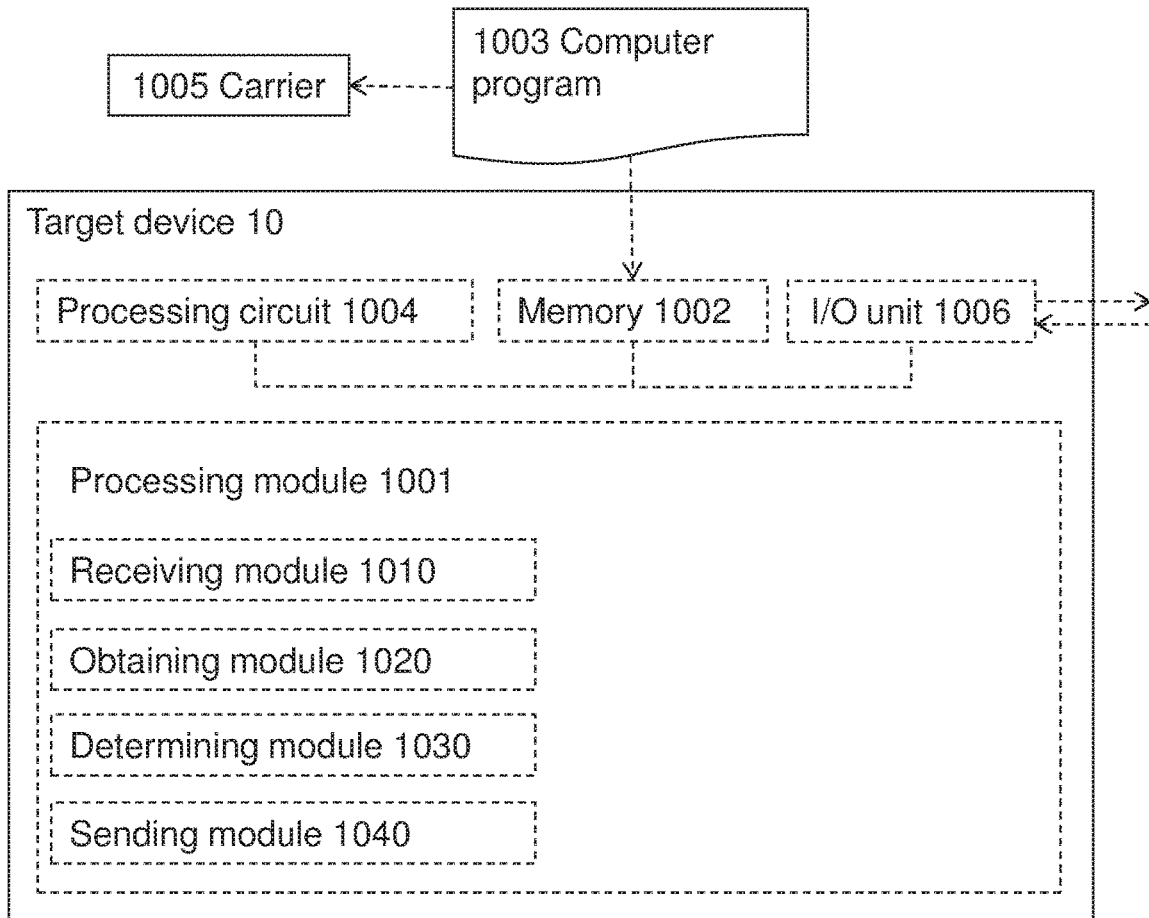 1003 Computer
program
1005 Carrier
Target device 10
Processing circuit 1004
Memory 1002
I/O unit 1006
Processing module 1001
Receiving module 1010
Obtaining module 1020
Determining module 1030
Sending module 1040